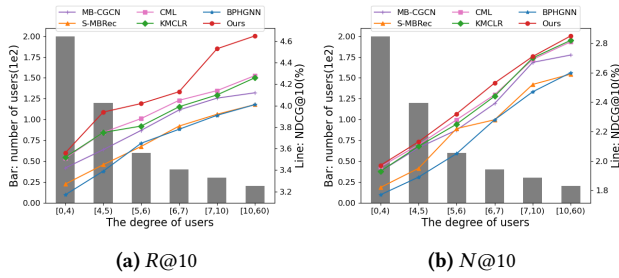 MB-CGCN CML BPHGNN
S-MBRec KMCLR Ours
Bar: number of users(1e2)
2.00
1.75
1.50
1.25
1.00
0.75
0.50
0.25
0.00
4.6
4.4
4.2
4.0
3.8
3.6
3.4
3.2
Line: NDCG@10(%)
[0,4) [4,5) [5,6) [6,7) [7,10) [10,60)
The degree of users
(a) R@10
MB-CGCN CML BPHGNN
S-MBRec KMCLR Ours
Bar: number of users(1e2)
2.00
1.75
1.50
1.25
1.00
0.75
0.50
0.25
0.00
2.8
2.6
2.4
2.2
2.0
1.8
Line: NDCG@10(%)
[0,4) [4,5) [5,6) [6,7) [7,10) [10,60)
The degree of users
(b) N@10